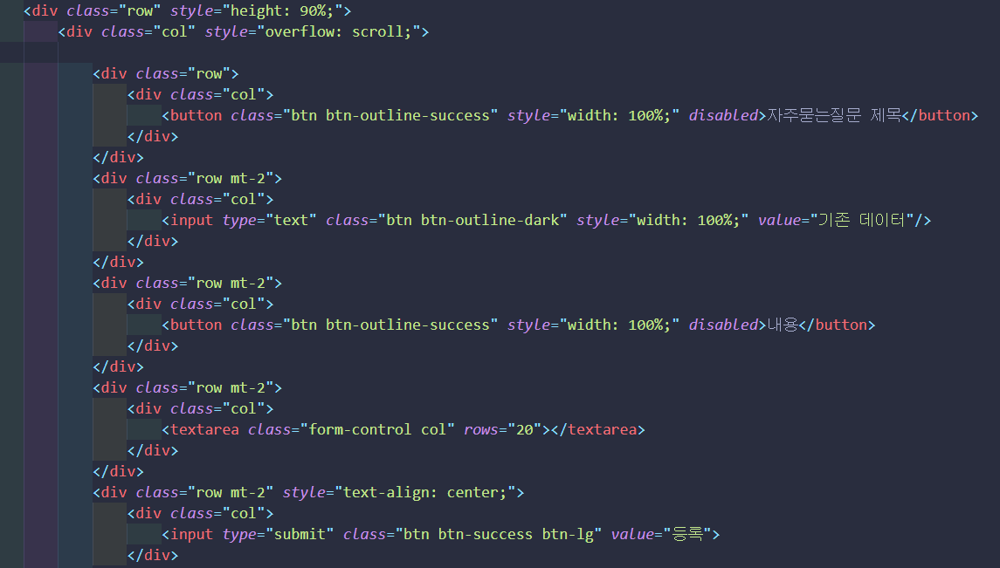 <div class="row" style="height: 90%;">
<div class="col" style="overflow: scroll;">
<div class="row">
<div class="col">
<button class="btn btn-outline-success" style="width: 100%;" disabled>자주묻는질문 제목</button>
</div>
</div>
<div class="row mt-2">
<div class="col">
<input type="text" class="btn btn-outline-dark" style="width: 100%;" value="기존 데이터"/>
</div>
</div>
<div class="row mt-2">
<div class="col">
<button class="btn btn-outline-success" style="width: 100%;" disabled>내용</button>
</div>
</div>
<div class="row mt-2">
<div class="col">
<textarea class="form-control col" rows="20"></textarea>
</div>
</div>
<div class="row mt-2" style="text-align: center;">
<div class="col">
<input type="submit" class="btn btn-success btn-lg" value="등록">
</div>